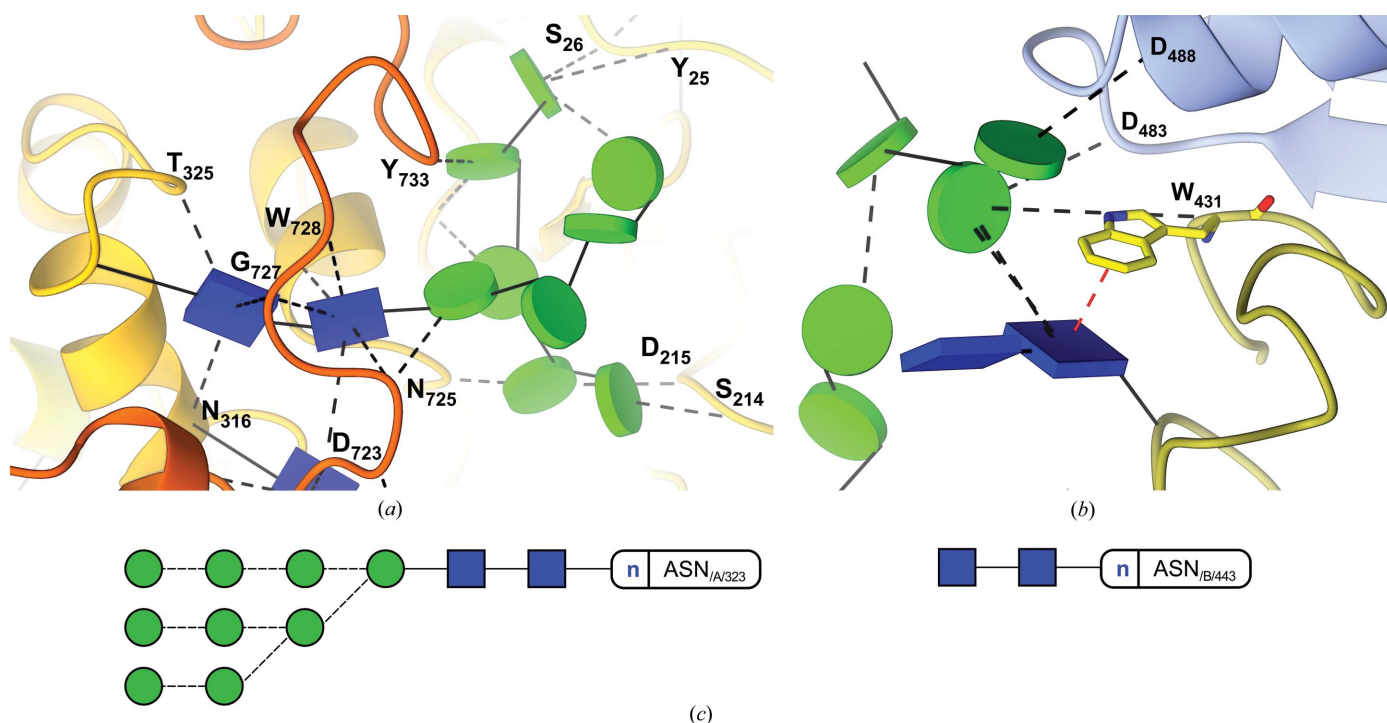 S26
Y25
T325
Y733
W728
G727
D215
N725
S214
N316
D723
(a)
D488
D483
W431
(b)
n ASN/A/323
n ASN/B/443
(c)